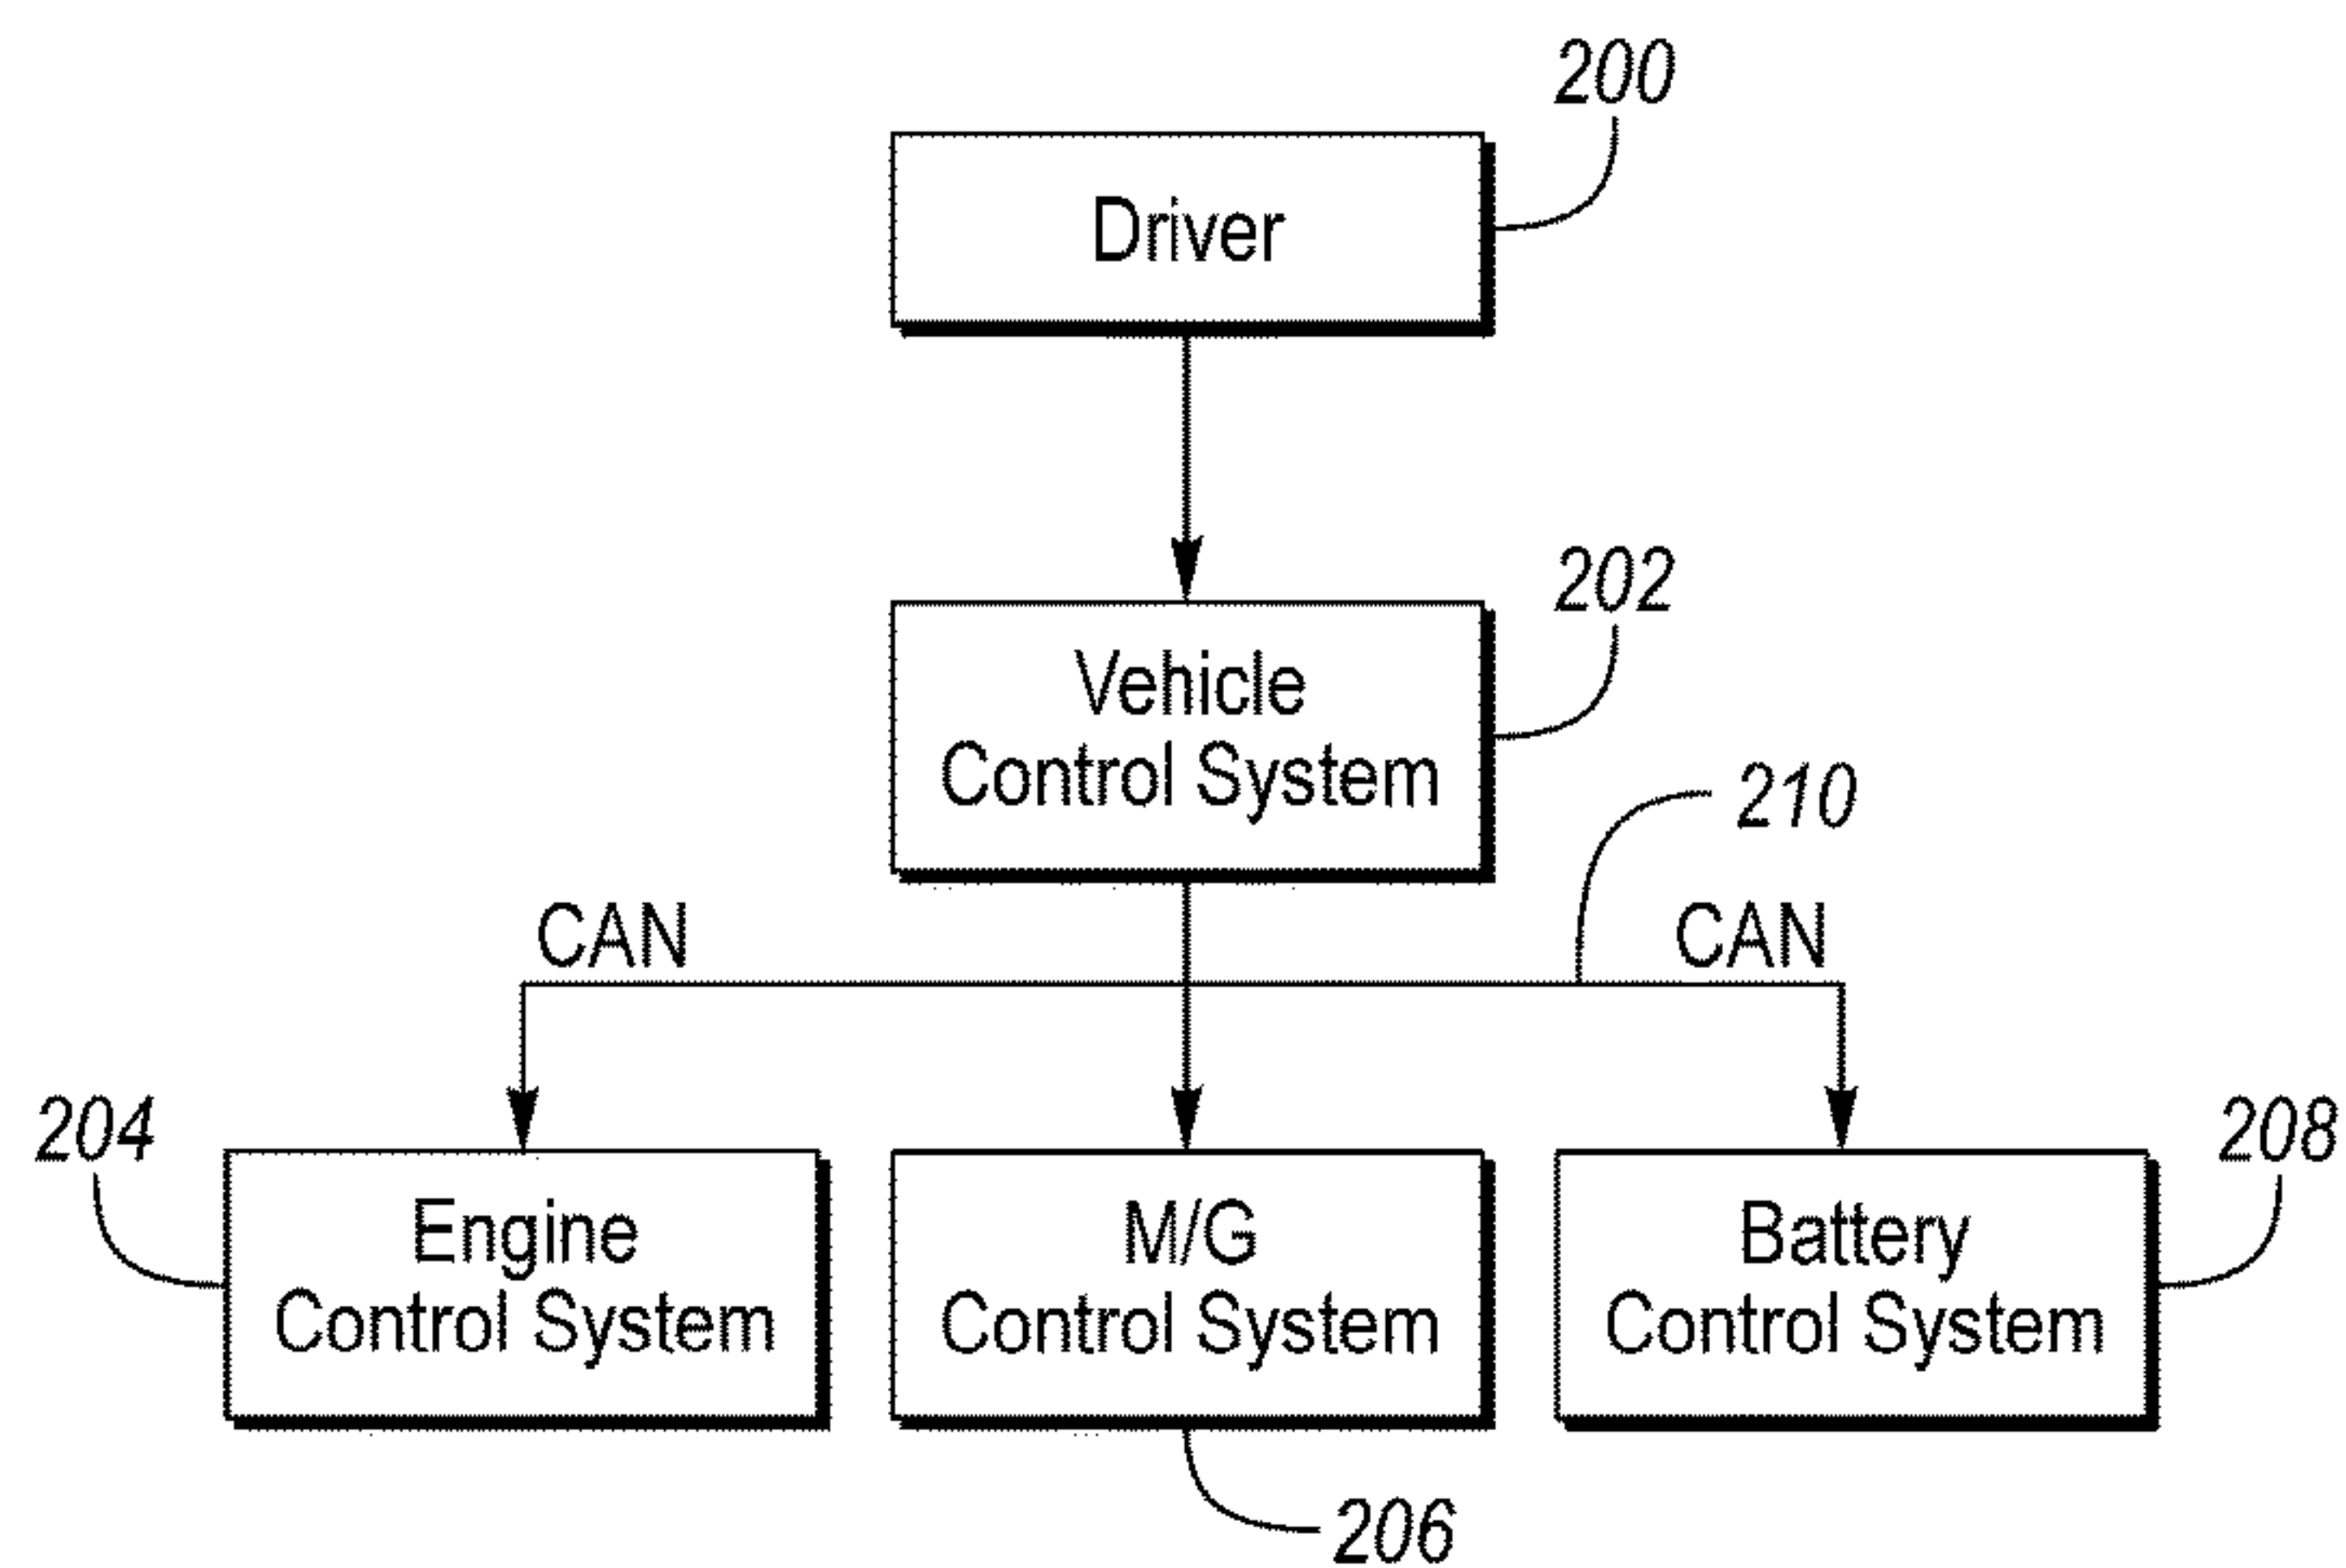 200
Driver
202
Vehicle
Control System
210
CAN
CAN
204
208
Engine
Control System
M/G
Control System
Battery
Control System
206